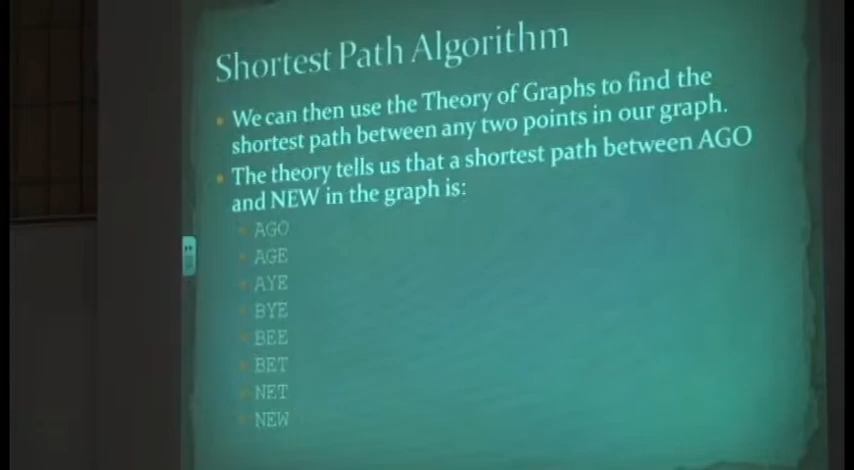 Shortest Path Algorithm
• We can then use the Theory of Graphs to find the
shortest path between any two points in our graph.
• The theory tells us that a shortest path between AGO
and NEW in the graph is:
• AGO
• AGE
• AYE
• BYE
• BEE
• BET
• NET
• NEW